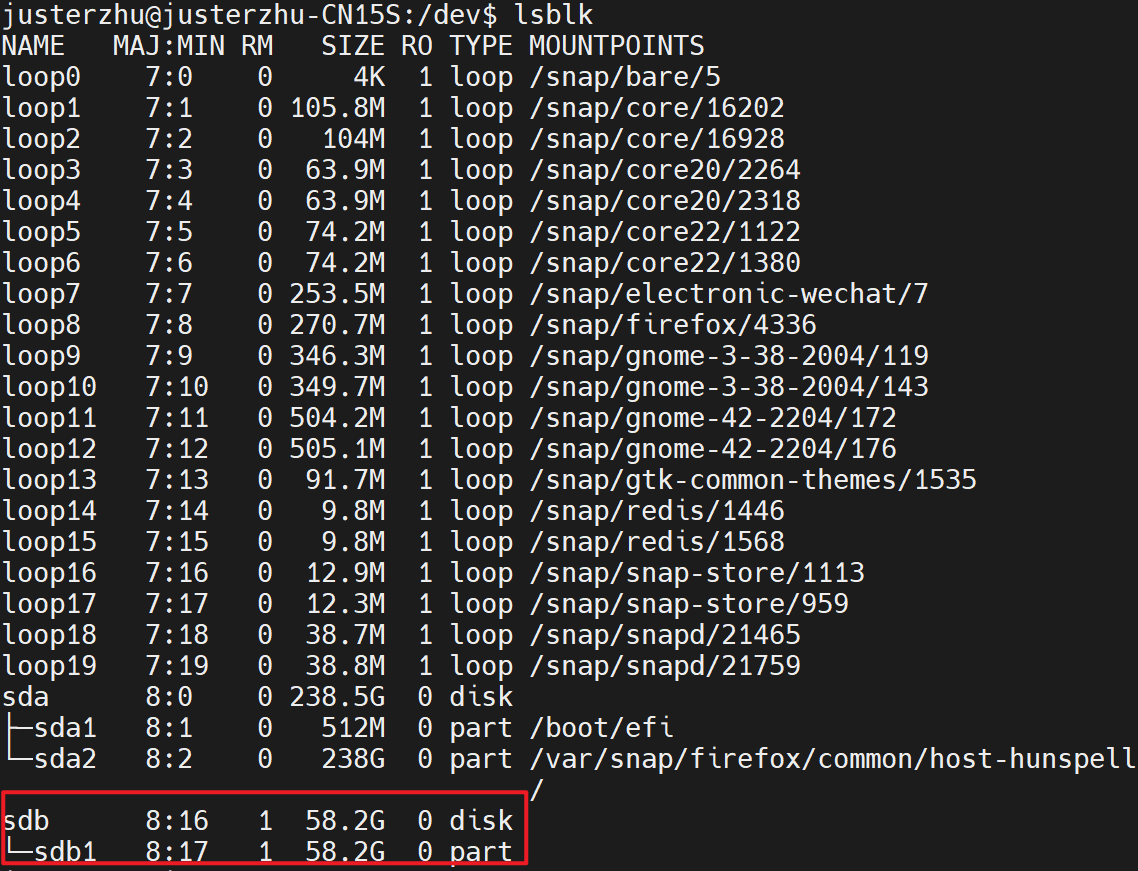 justerzhu@justerzhu-CN15S:/dev$ lsblk
NAME   MAJ:MIN RM   SIZE RO TYPE MOUNTPOINTS
loop0    7:0    0     4K  1 loop /snap/bare/5
loop1    7:1    0 105.8M  1 loop /snap/core/16202
loop2    7:2    0   104M  1 loop /snap/core/16928
loop3    7:3    0  63.9M  1 loop /snap/core20/2264
loop4    7:4    0  63.9M  1 loop /snap/core20/2318
loop5    7:5    0  74.2M  1 loop /snap/core22/1122
loop6    7:6    0  74.2M  1 loop /snap/core22/1380
loop7    7:7    0 253.5M  1 loop /snap/electronic-wechat/7
loop8    7:8    0 270.7M  1 loop /snap/firefox/4336
loop9    7:9    0 346.3M  1 loop /snap/gnome-3-38-2004/119
loop10   7:10   0 349.7M  1 loop /snap/gnome-3-38-2004/143
loop11   7:11   0 504.2M  1 loop /snap/gnome-42-2204/172
loop12   7:12   0 505.1M  1 loop /snap/gnome-42-2204/176
loop13   7:13   0  91.7M  1 loop /snap/gtk-common-themes/1535
loop14   7:14   0   9.8M  1 loop /snap/redis/1446
loop15   7:15   0   9.8M  1 loop /snap/redis/1568
loop16   7:16   0  12.9M  1 loop /snap/snap-store/1113
loop17   7:17   0  12.3M  1 loop /snap/snap-store/959
loop18   7:18   0  38.7M  1 loop /snap/snapd/21465
loop19   7:19   0  38.8M  1 loop /snap/snapd/21759
sda      8:0    0 238.5G  0 disk
├─sda1   8:1    0   512M  0 part /boot/efi
└─sda2   8:2    0   238G  0 part /var/snap/firefox/common/host-hunspell
                                 /
sdb      8:16   1  58.2G  0 disk
└─sdb1   8:17   1  58.2G  0 part